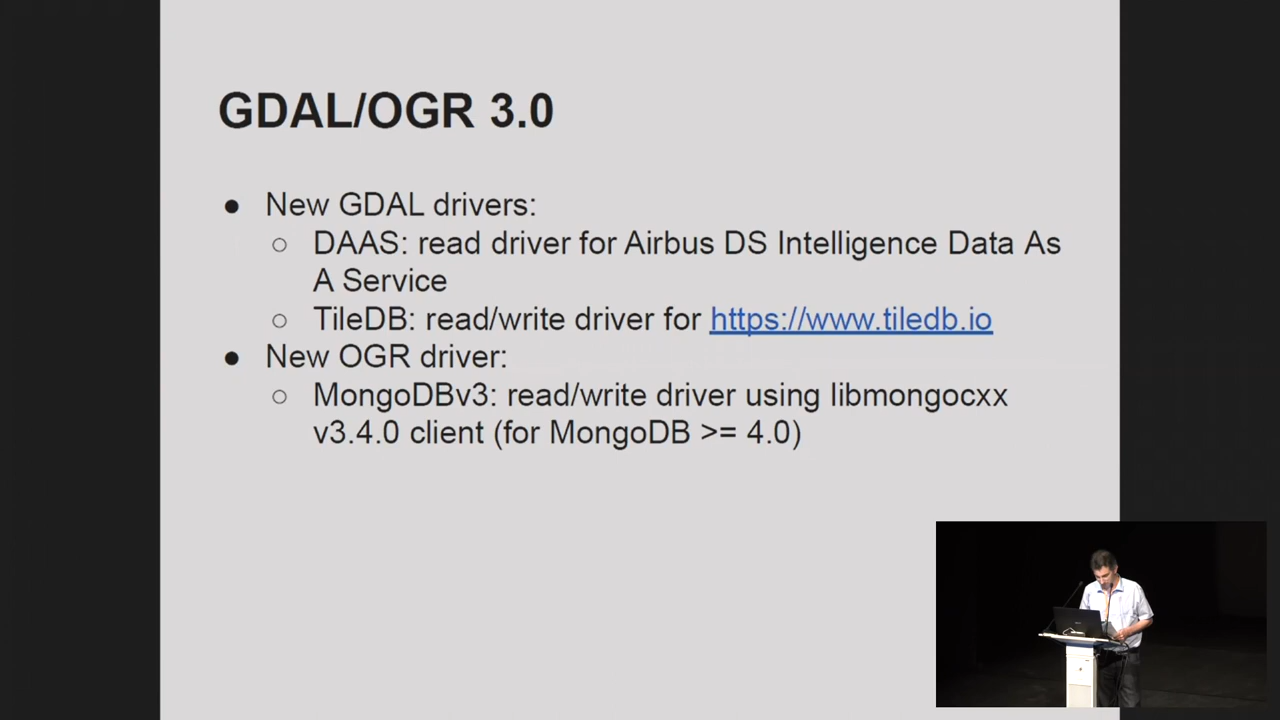 GDAL/OGR 3.0
● New GDAL drivers:
○ DAAS: read driver for Airbus DS Intelligence Data As
A Service
○ TileDB: read/write driver for https://www.tiledb.io
● New OGR driver:
○ MongoDBv3: read/write driver using libmongocxx
v3.4.0 client (for MongoDB >= 4.0)